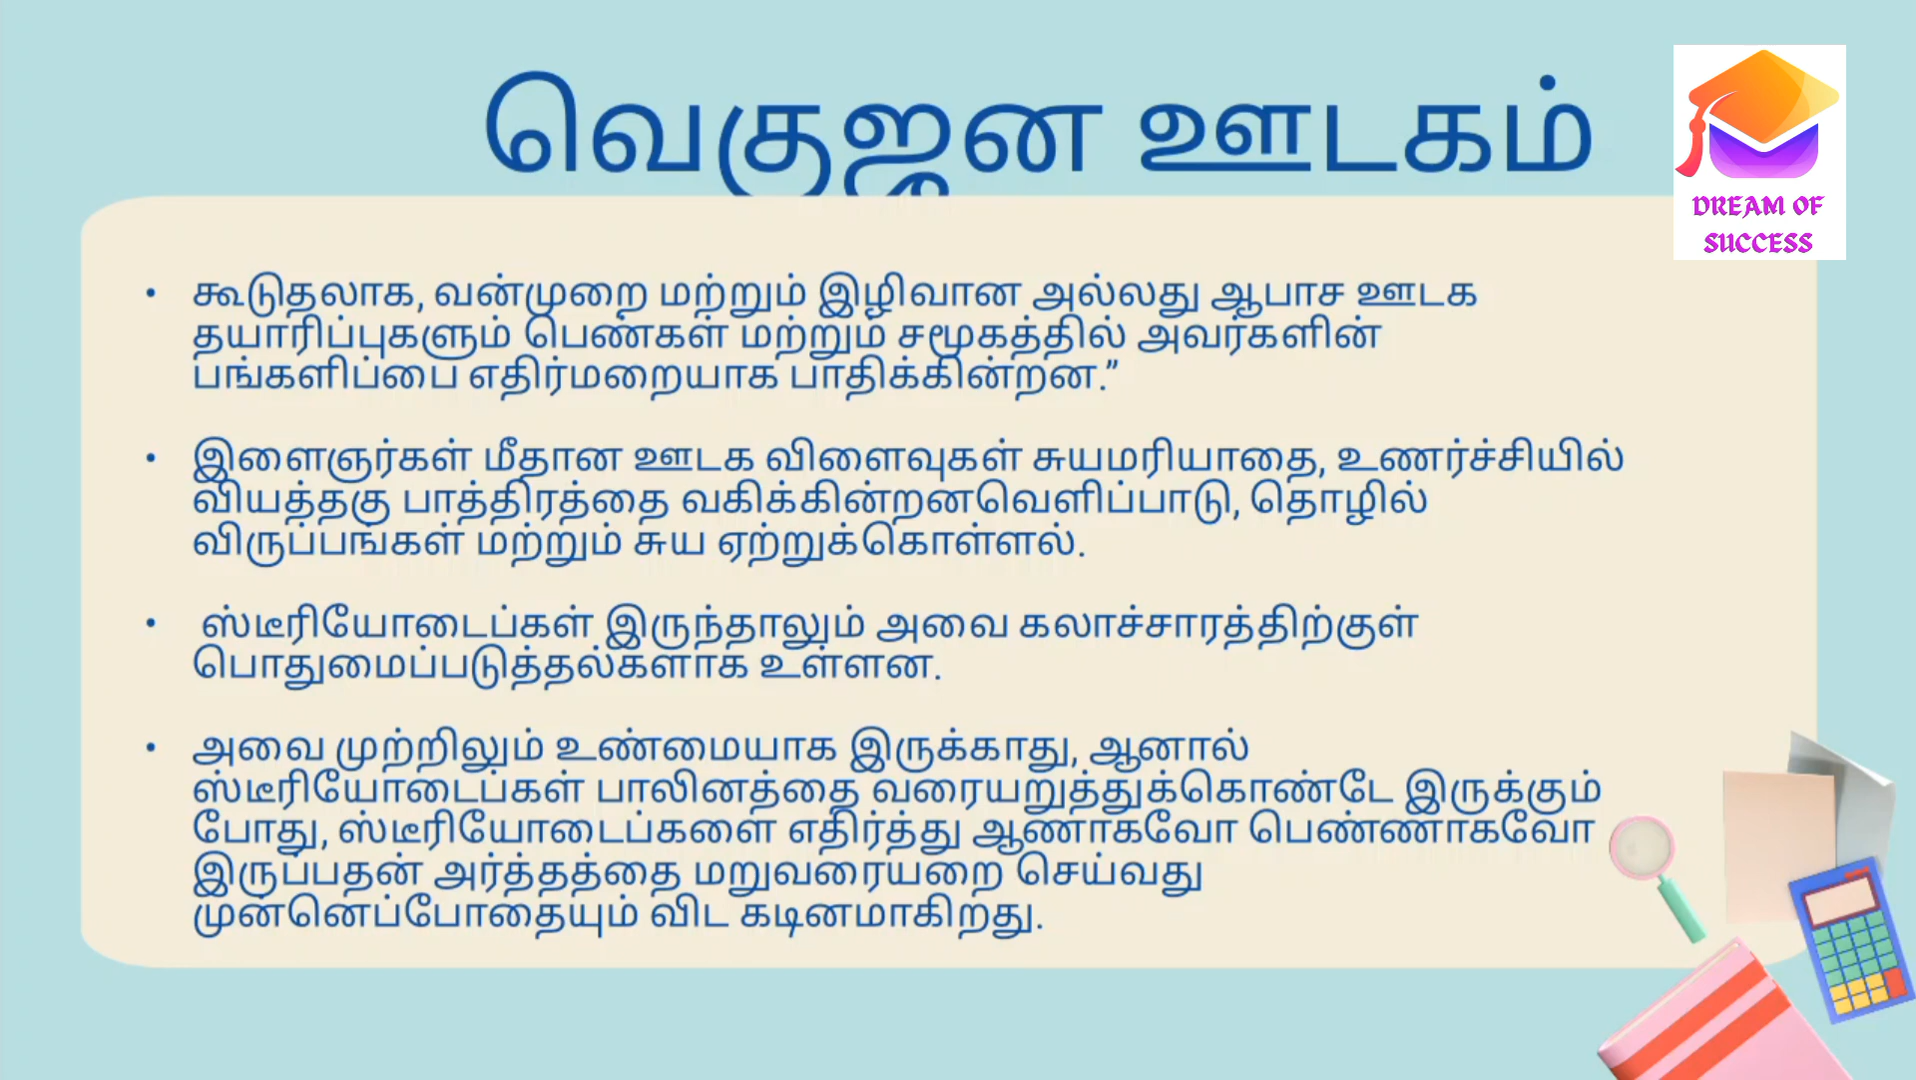 வெகுஜன ஊடகம்
DREAM OF
SUCCESS
• கூடுதலாக, வன்முறை மற்றும் இழிவான அல்லது ஆபாச ஊடக
தயாரிப்புகளும் பெண்கள் மற்றும் சமூகத்தில் அவர்களின்
பங்களிப்பை எதிர்மறையாக பாதிக்கின்றன.”
• இளைஞர்கள் மீதான ஊடக விளைவுகள் சுயமரியாதை, உணர்ச்சியில்
வியத்தகு பாத்திரத்தை வகிக்கின்றனவெளிப்பாடு, தொழில்
விருப்பங்கள் மற்றும் சுய ஏற்றுக்கொள்ளல்.
• ஸ்டீரியோடைப்கள் இருந்தாலும் அவை கலாச்சாரத்திற்குள்
பொதுமைப்படுத்தல்களாக உள்ளன.
• அவை முற்றிலும் உண்மையாக இருக்காது, ஆனால்
ஸ்டீரியோடைப்கள் பாலினத்தை வரையறுத்துக்கொண்டே இருக்கும்
போது, ஸ்டீரியோடைப்களை எதிர்த்து ஆணாகவோ பெண்ணாகவோ
இருப்பதன் அர்த்தத்தை மறுவரையறை செய்வது
முன்னெப்போதையும் விட கடினமாகிறது.